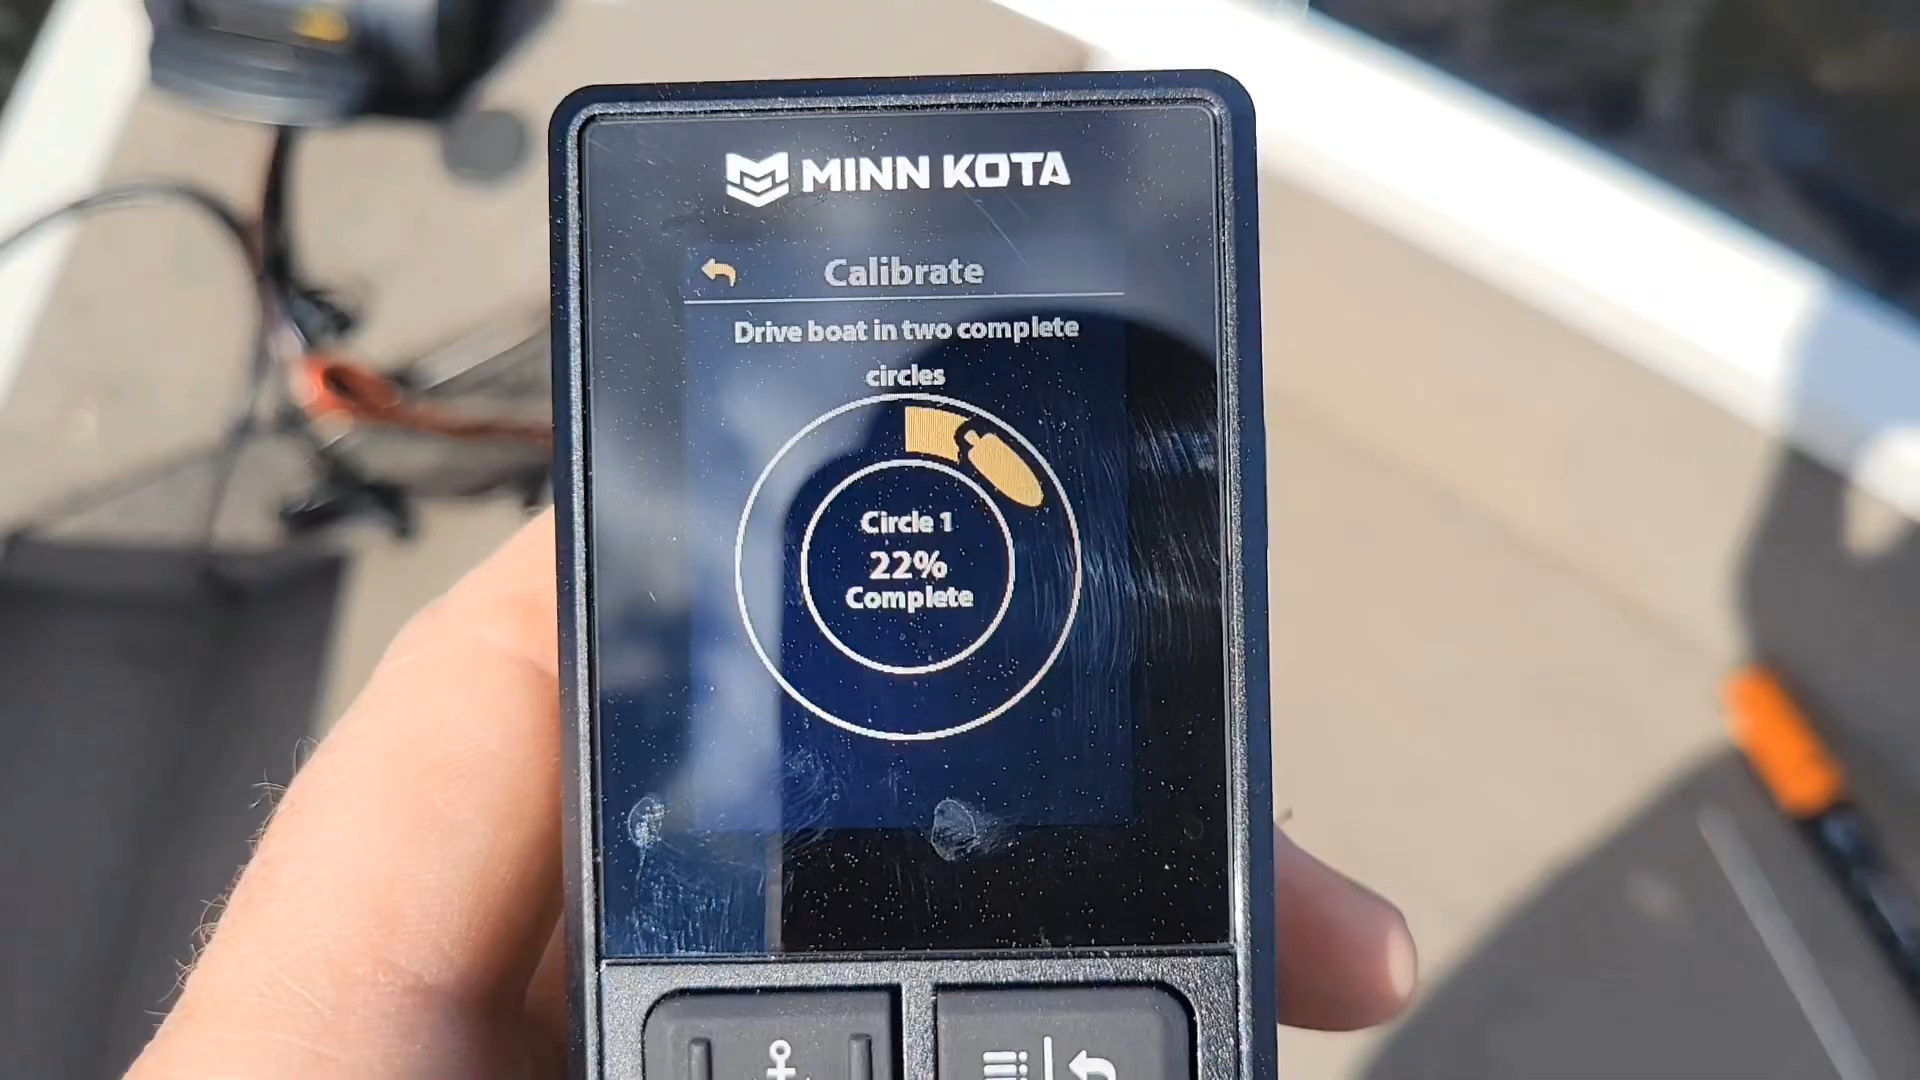 MINN KOTA
Calibrate
Drive boat in two complete
circles
Circle 1
22%
Complete